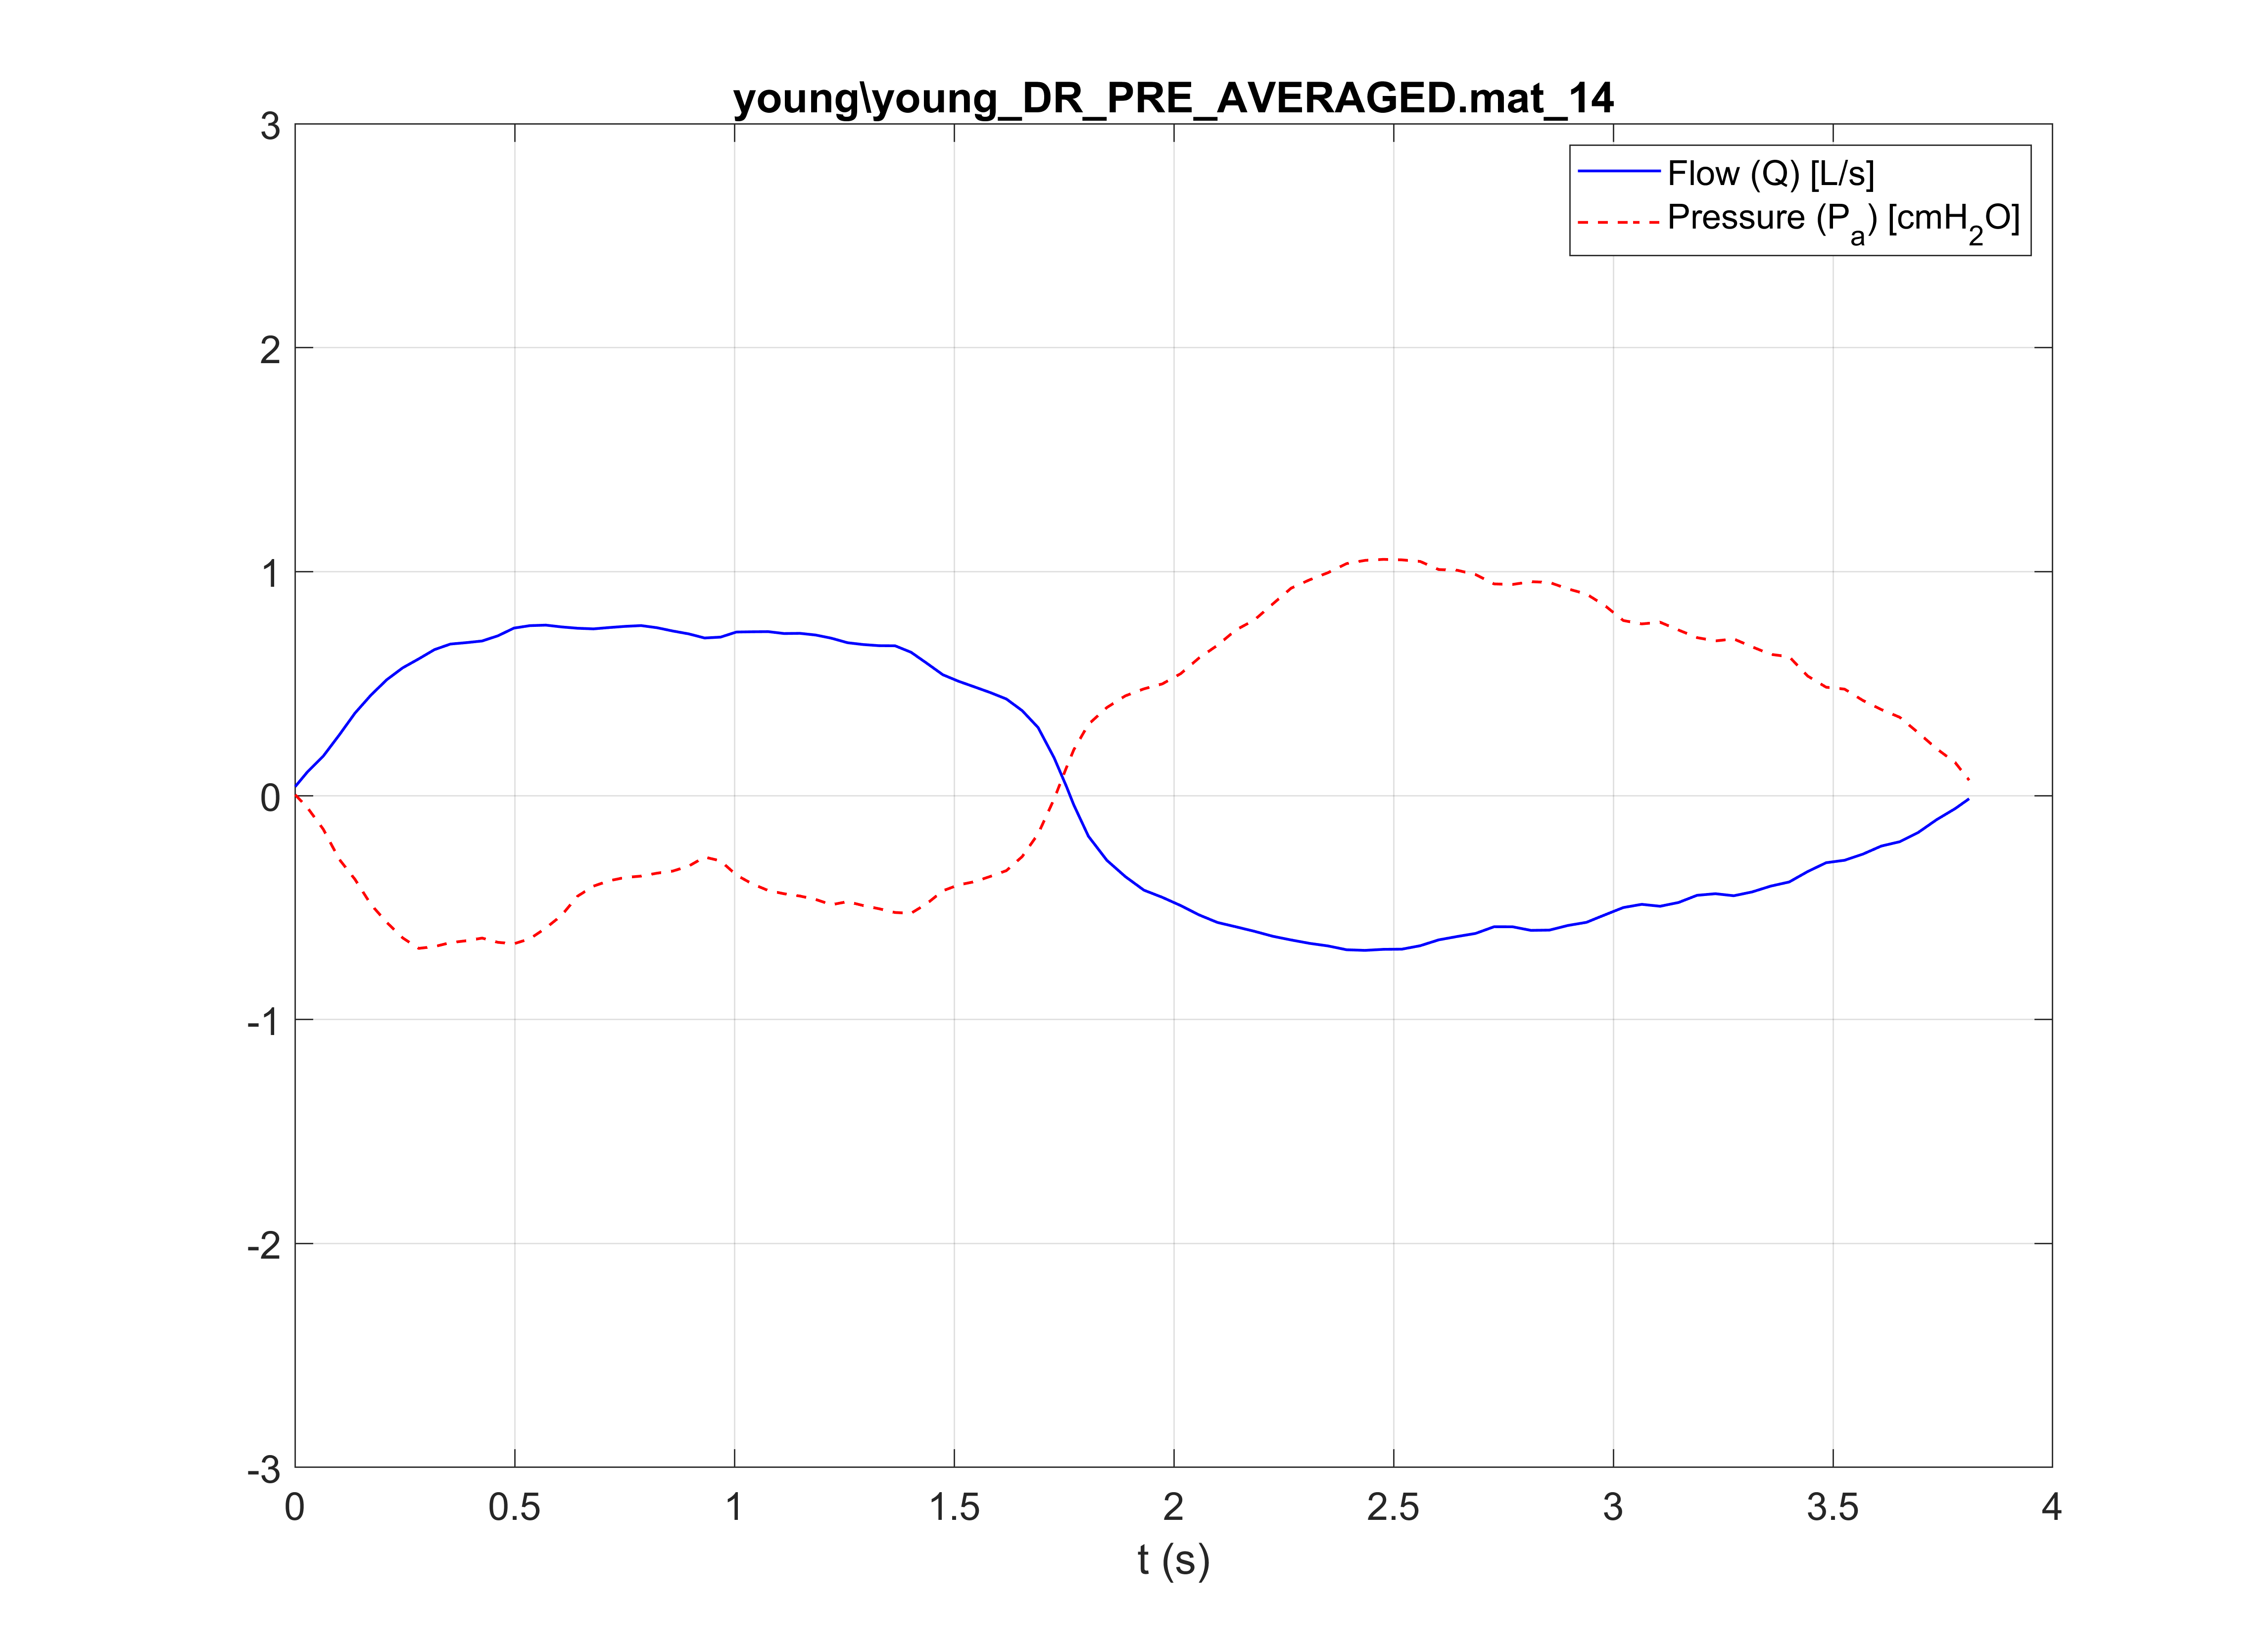 young\young_DR_PRE_AVERAGED.mat_14
Flow (Q) [L/s]
Pressure (Pa) [cmH2O]
3
2
1
0
-1
-2
-3
0 0.5 1 1.5 2 2.5 3 3.5 4
t (s)